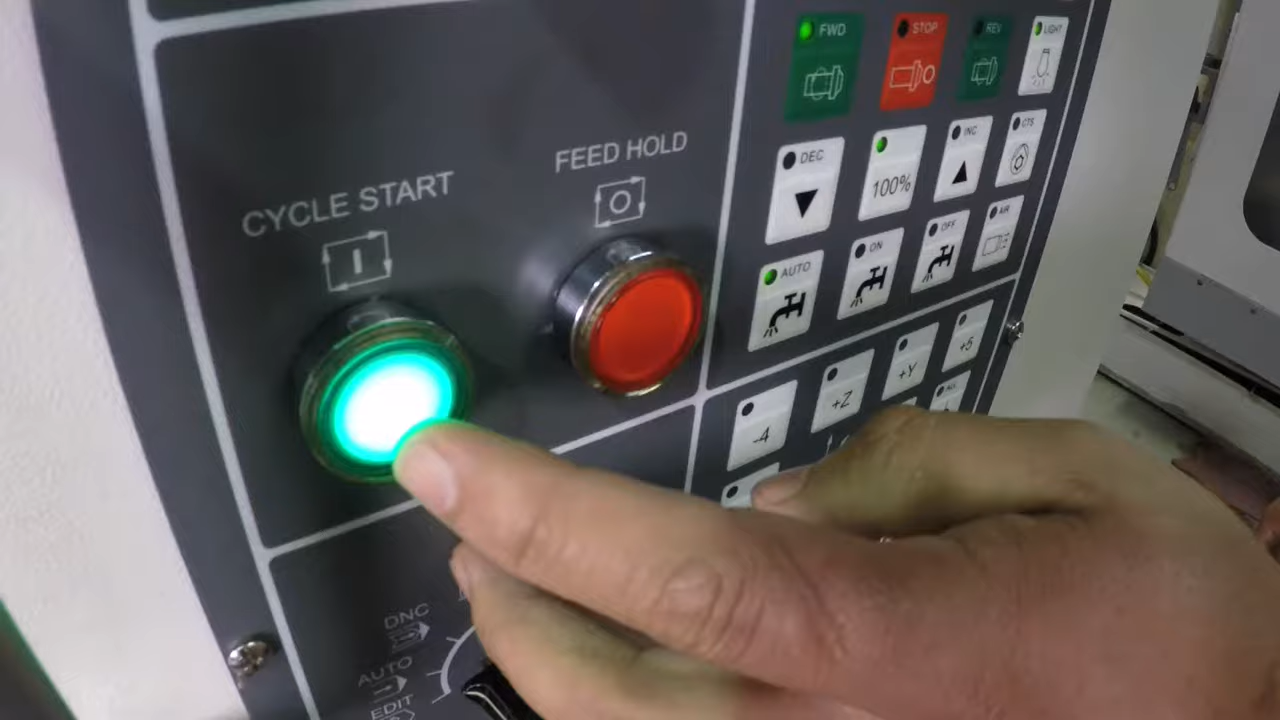 FWD
STOP
REV
LIGHT
FEED HOLD
CYCLE START
DEC
100%
INC
CTS
AUTO
ON
OFF
AIR
-4
+Z
+Y
+5
DNC
AUTO
EDIT